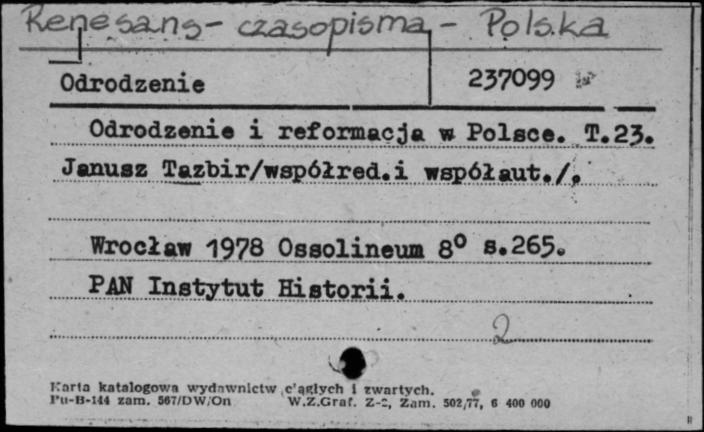 Renesans - czasopisma - Polska
Odrodzenie 237099
Odrodzenie i reformacja w Polsce. T.23.
Janusz Tazbir/współred.i współaut./.
Wrocław 1978 Ossolineum 8° s.265.
PAN Instytut Historii.
2
Karta katalogowa wydawnictw ciągłych i zwartych.
Pu-B-144 zam. 567/DW/On W.Z.Graf. Z-2, Zam. 502/77, 6 400 000